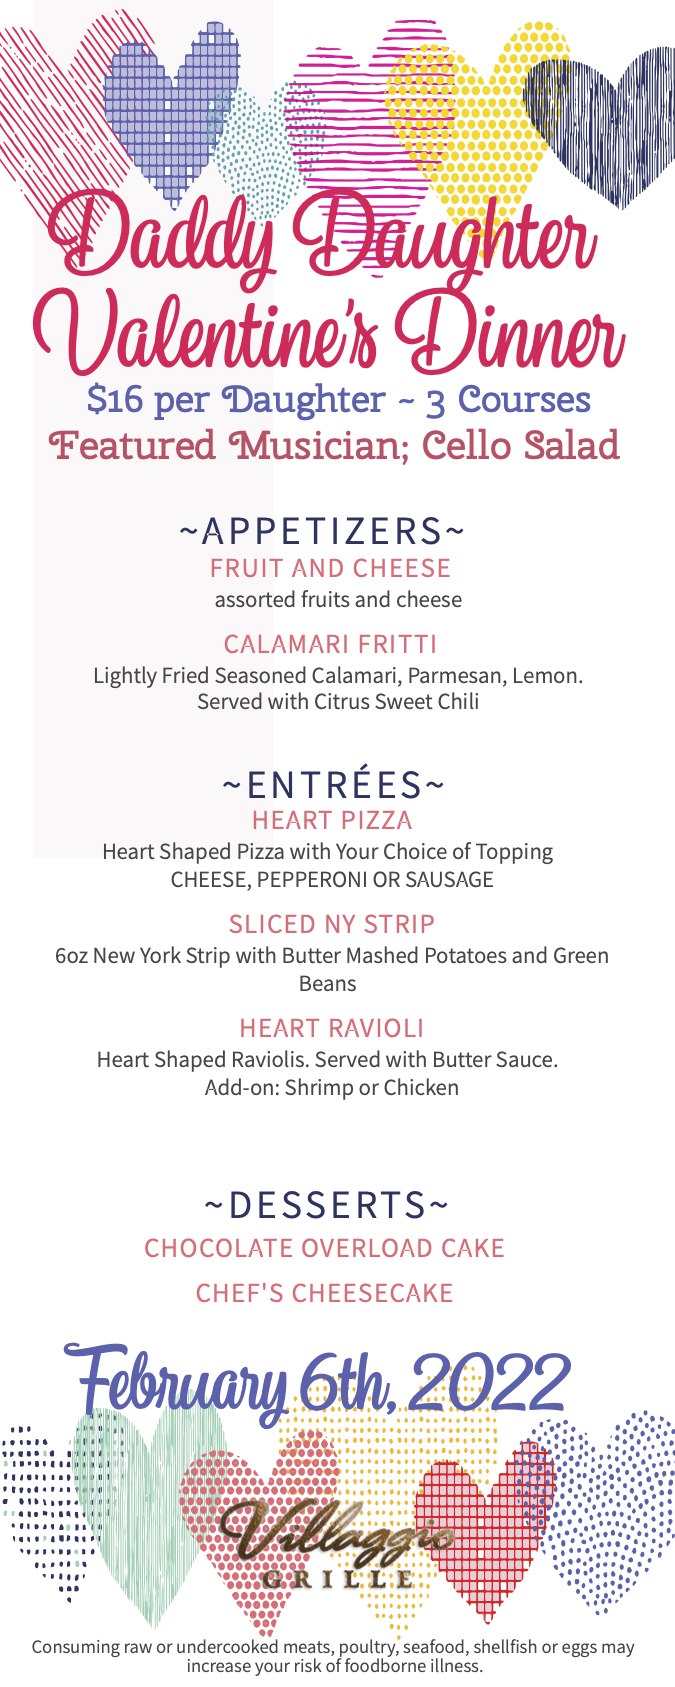 Daddy Daughter
Valentine's Dinner
$16 per Daughter ~ 3 Courses
Featured Musician; Cello Salad
~APPETIZERS~
FRUIT AND CHEESE
assorted fruits and cheese
CALAMARI FRITTI
Lightly Fried Seasoned Calamari, Parmesan, Lemon.
Served with Citrus Sweet Chili
~ENTRÉES~
HEART PIZZA
Heart Shaped Pizza with Your Choice of Topping
CHEESE, PEPPERONI OR SAUSAGE
SLICED NY STRIP
6oz New York Strip with Butter Mashed Potatoes and Green
Beans
HEART RAVIOLI
Heart Shaped Raviolis. Served with Butter Sauce.
Add-on: Shrimp or Chicken
~DESSERTS~
CHOCOLATE OVERLOAD CAKE
CHEF'S CHEESECAKE
February 6th, 2022
Villaggio
GRILLE
Consuming raw or undercooked meats, poultry, seafood, shellfish or eggs may
increase your risk of foodborne illness.